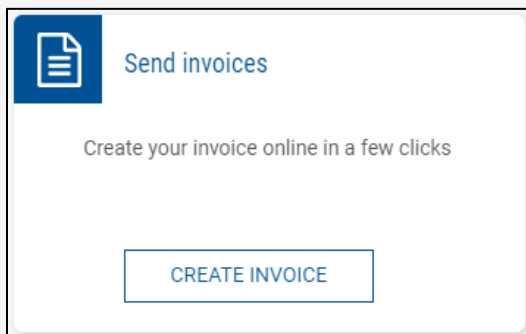 Send invoices
Create your invoice online in a few clicks
CREATE INVOICE